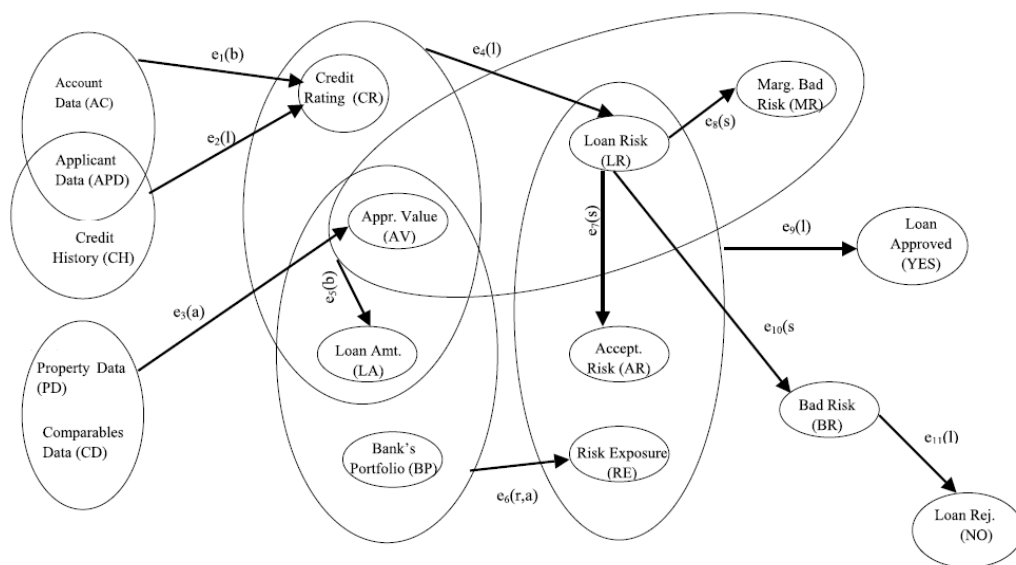 Account
Data (AC)
Applicant
Data (APD)
Credit
History (CH)
Property Data
(PD)
Comparables
Data (CD)
e1(b)
e2(l)
e3(a)
Credit
Rating (CR)
Appr. Value
(AV)
e5(b)
Loan Amt.
(LA)
Bank's
Portfolio (BP)
e4(l)
e6(r,a)
Loan Risk
(LR)
e7(s)
Accept.
Risk (AR)
Risk Exposure
(RE)
e8(s)
Marg. Bad
Risk (MR)
e9(l)
Loan
Approved
(YES)
e10(s
Bad Risk
(BR)
e11(l)
Loan Rej.
(NO)